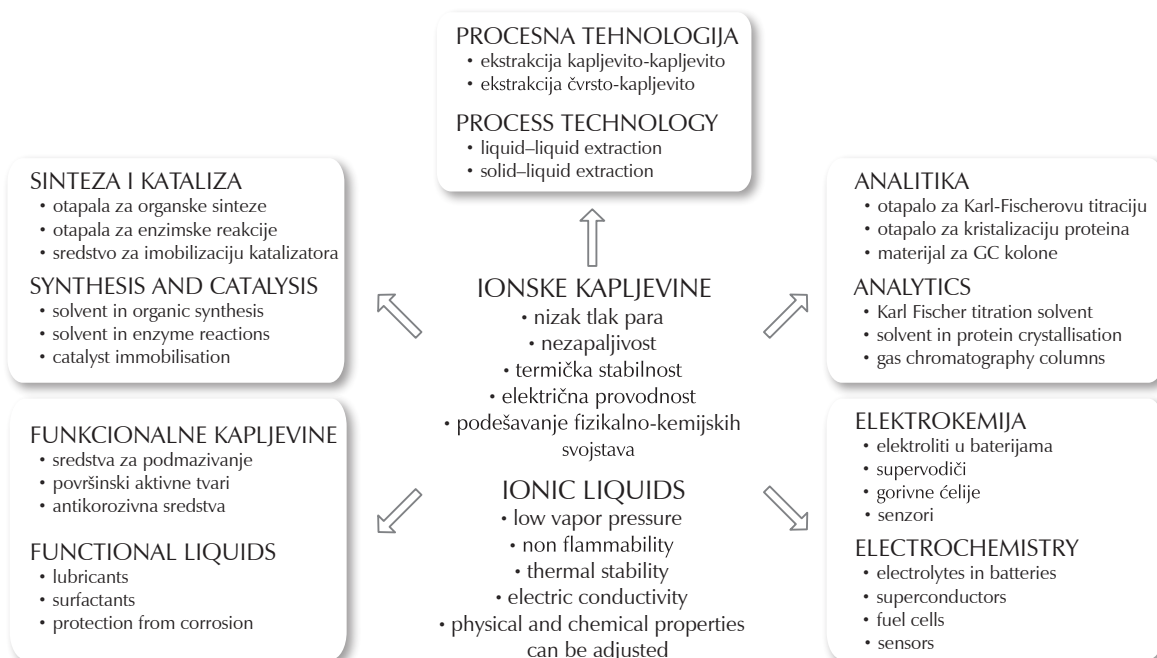 PROCESNA TEHNOLOGIJA
• ekstrakcija kapljevito-kapljevito
• ekstrakcija čvrsto-kapljevito
PROCESS TECHNOLOGY
• liquid–liquid extraction
• solid–liquid extraction
SINTEZA I KATALIZA
• otapala za organske sinteze
• otapala za enzimske reakcije
• sredstvo za imobilizaciju katalizatora
SYNTHESIS AND CATALYSIS
• solvent in organic synthesis
• solvent in enzyme reactions
• catalyst immobilisation
ANALITIKA
• otapalo za Karl-Fischerovu titraciju
• otapalo za kristalizaciju proteina
• materijal za GC kolone
ANALYTICS
• Karl Fischer titration solvent
• solvent in protein crystallisation
• gas chromatography columns
IONSKE KAPLJEVINE
• nizak tlak para
• nezapaljivost
• termička stabilnost
• električna provodnost
• podešavanje fizikalno-kemijskih
svojstava
IONIC LIQUIDS
• low vapor pressure
• non flammability
• thermal stability
• electric conductivity
• physical and chemical properties
can be adjusted
FUNKCIONALNE KAPLJEVINE
• sredstva za podmazivanje
• površinski aktivne tvari
• antikorozivna sredstva
FUNCTIONAL LIQUIDS
• lubricants
• surfactants
• protection from corrosion
ELEKTROKEMIJA
• elektroliti u baterijama
• supervodiči
• gorivne ćelije
• senzori
ELECTROCHEMISTRY
• electrolytes in batteries
• superconductors
• fuel cells
• sensors